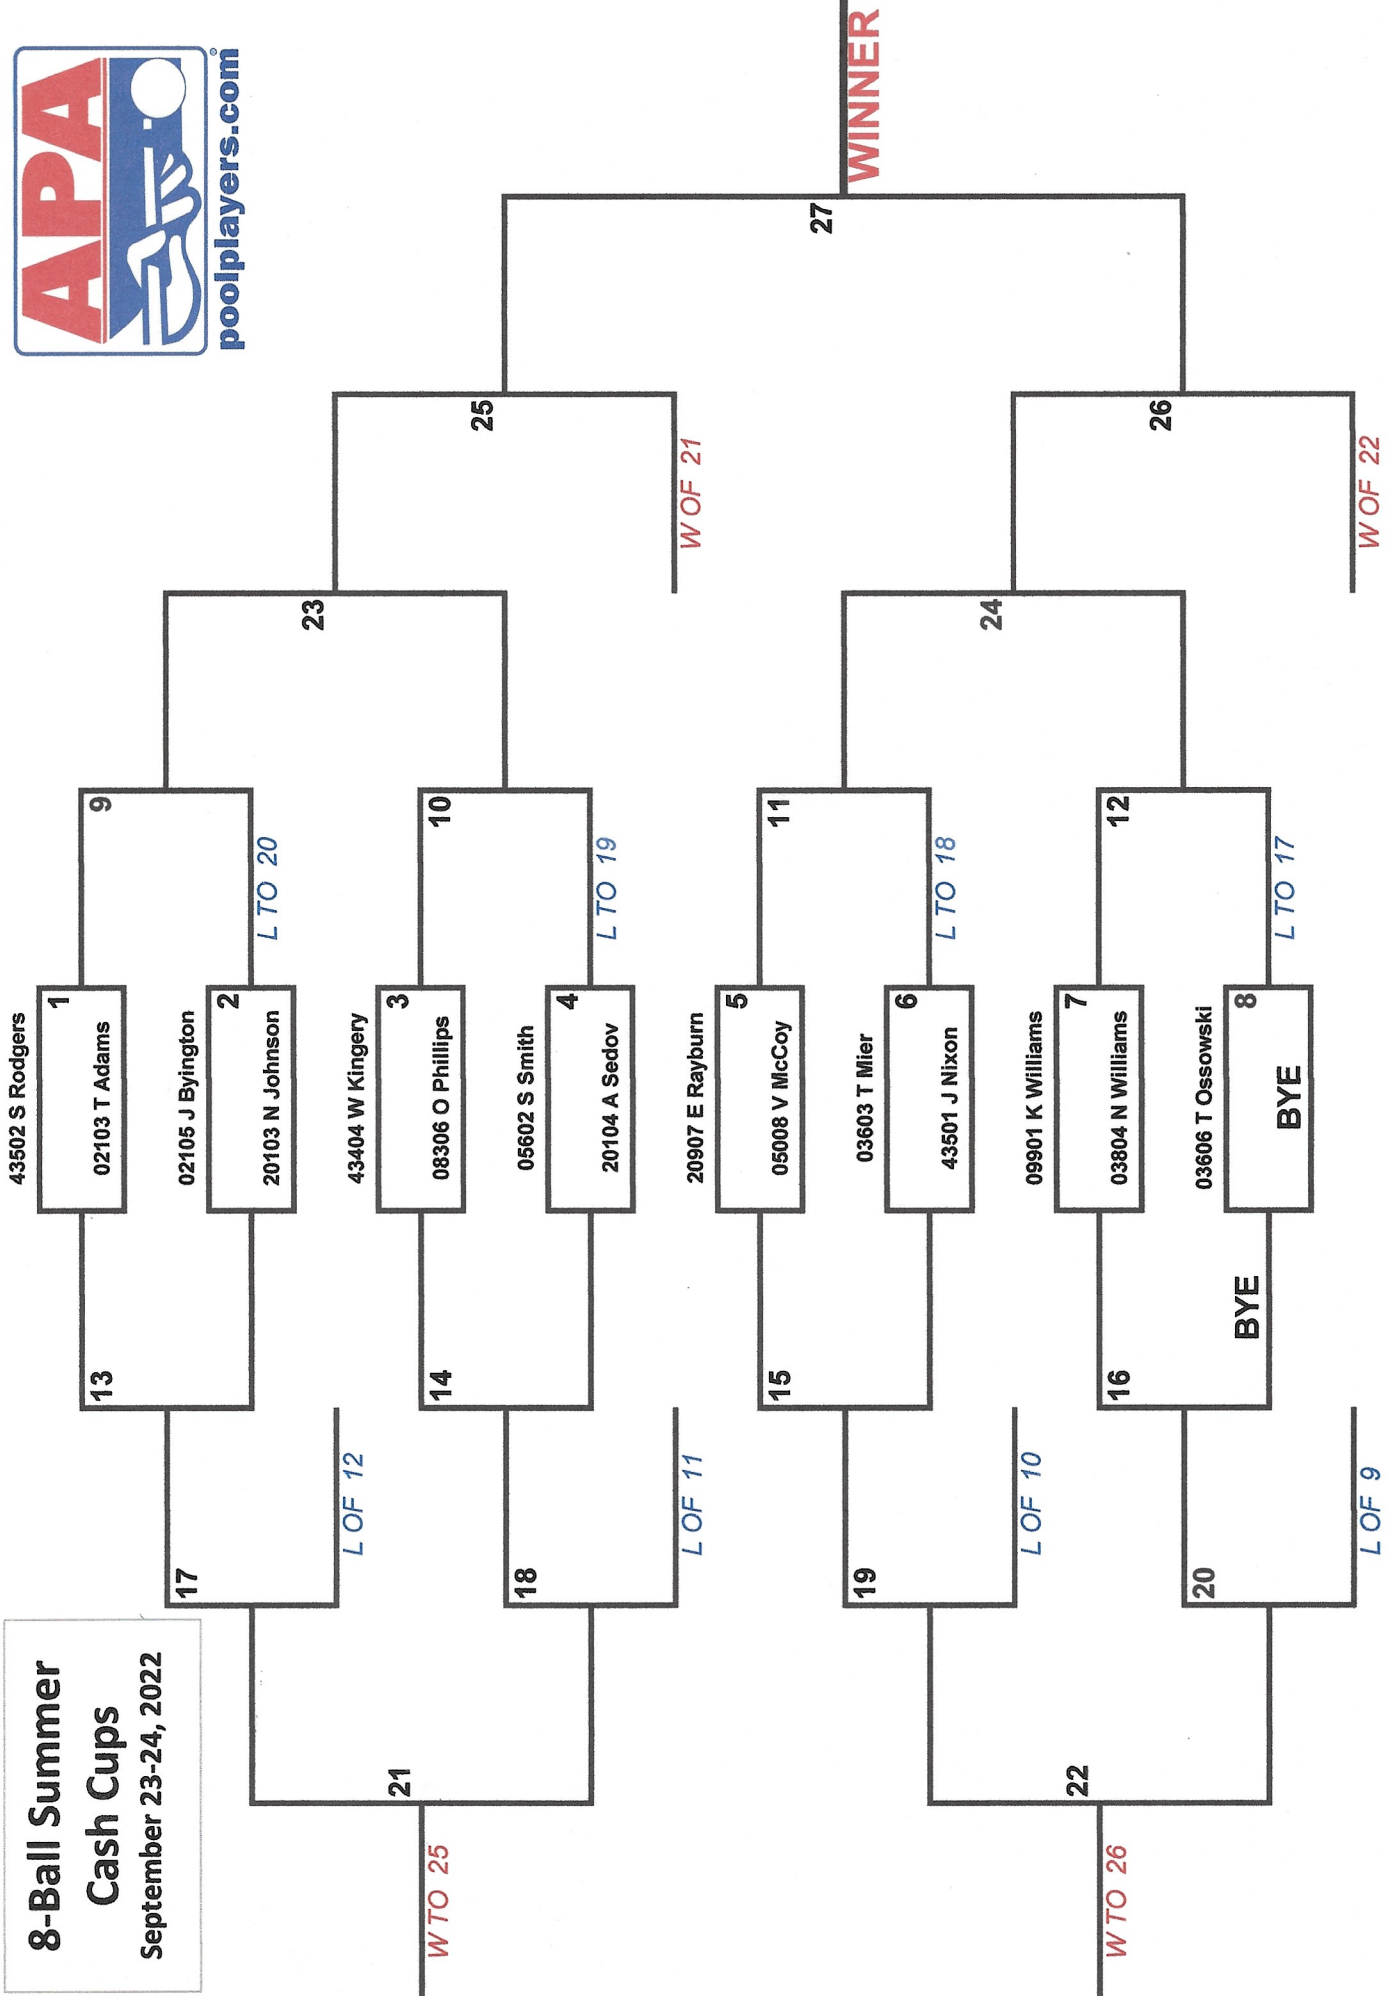 8-Ball Summer
Cash Cups
September 23-24, 2022
APA
poolplayers.com®
43502 S Rodgers
1
02103 T Adams
02105 J Byington
2
20103 N Johnson
43404 W Kingery
3
08306 O Phillips
05602 S Smith
4
20104 A Sedov
20907 E Rayburn
5
05008 V McCoy
03603 T Mier
6
43501 J Nixon
09901 K Williams
7
03804 N Williams
03606 T Ossowski
8
BYE
BYE
9
L TO 20
10
L TO 19
11
L TO 18
12
L TO 17
13
14
15
16
17
L OF 12
18
L OF 11
19
L OF 10
20
L OF 9
21
W TO 25
22
W TO 26
23
24
25
W OF 21
26
W OF 22
27
WINNER